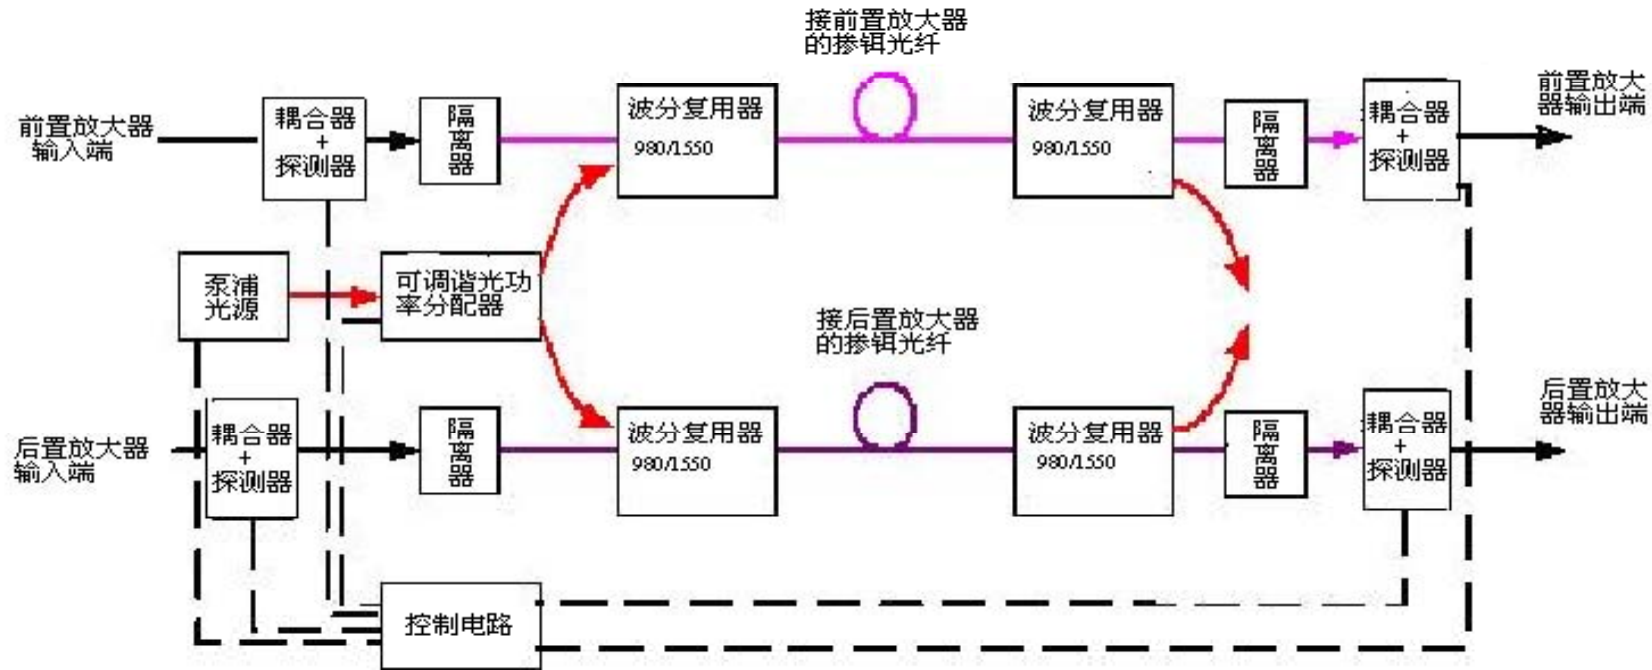 接前置放大器
的掺铒光纤
前置放大器
输入端
耦合器
+
探测器
隔
离
器
波分复用器
980/1550
波分复用器
980/1550
隔
离
器
耦合器
+
探测器
前置放大
器输出端
泵浦
光源
可调谐光功
率分配器
接后置放大器
的掺铒光纤
后置放大器
输入端
耦合器
+
探测器
隔
离
器
波分复用器
980/1550
波分复用器
980/1550
隔
离
器
耦合器
+
探测器
后置放大
器输出端
控制电路